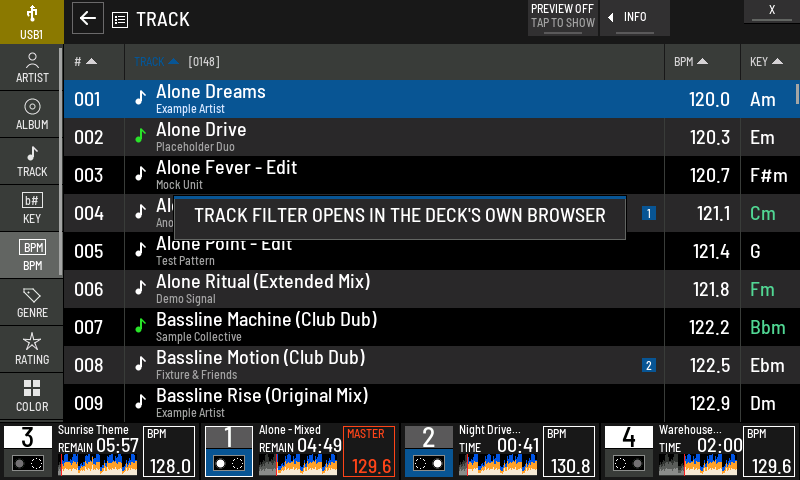 USB1
TRACK
PREVIEW OFF
TAP TO SHOW
INFO
X
ARTIST
ALBUM
TRACK
b#
KEY
BPM
BPM
GENRE
RATING
COLOR
# TRACK [0148] BPM KEY
001 Alone Dreams 120.0 Am
Example Artist
002 Alone Drive 120.3 Em
Placeholder Duo
003 Alone Fever - Edit 120.7 F#m
Mock Unit
004 1 121.1 Cm
TRACK FILTER OPENS IN THE DECK'S OWN BROWSER
005 Alone Point - Edit 121.4 G
Test Pattern
006 Alone Ritual (Extended Mix) 121.8 Fm
Demo Signal
007 Bassline Machine (Club Dub) 122.2 Bbm
Sample Collective
008 Bassline Motion (Club Dub) 2 122.5 Ebm
Fixture & Friends
009 Bassline Rise (Original Mix) 122.9 Dm
Example Artist
3 Sunrise Theme
REMAIN 05:57
BPM
128.0
1 Alone - Mixed
REMAIN 04:49
MASTER
129.6
2 Night Drive...
TIME 00:41
BPM
130.8
4 Warehouse...
TIME 02:00
BPM
129.6